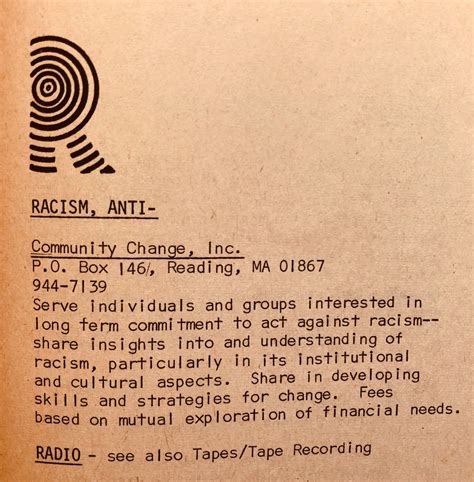 R
RACISM, ANTI-
Community Change, Inc.
P.O. Box 146/, Reading, MA 01867
944-7139
Serve individuals and groups interested in
long term commitment to act against racism--
share insights into and understanding of
racism, particularly in its institutional
and cultural aspects. Share in developing
skills and strategies for change. Fees
based on mutual exploration of financial needs.
RADIO - see also Tapes/Tape Recording